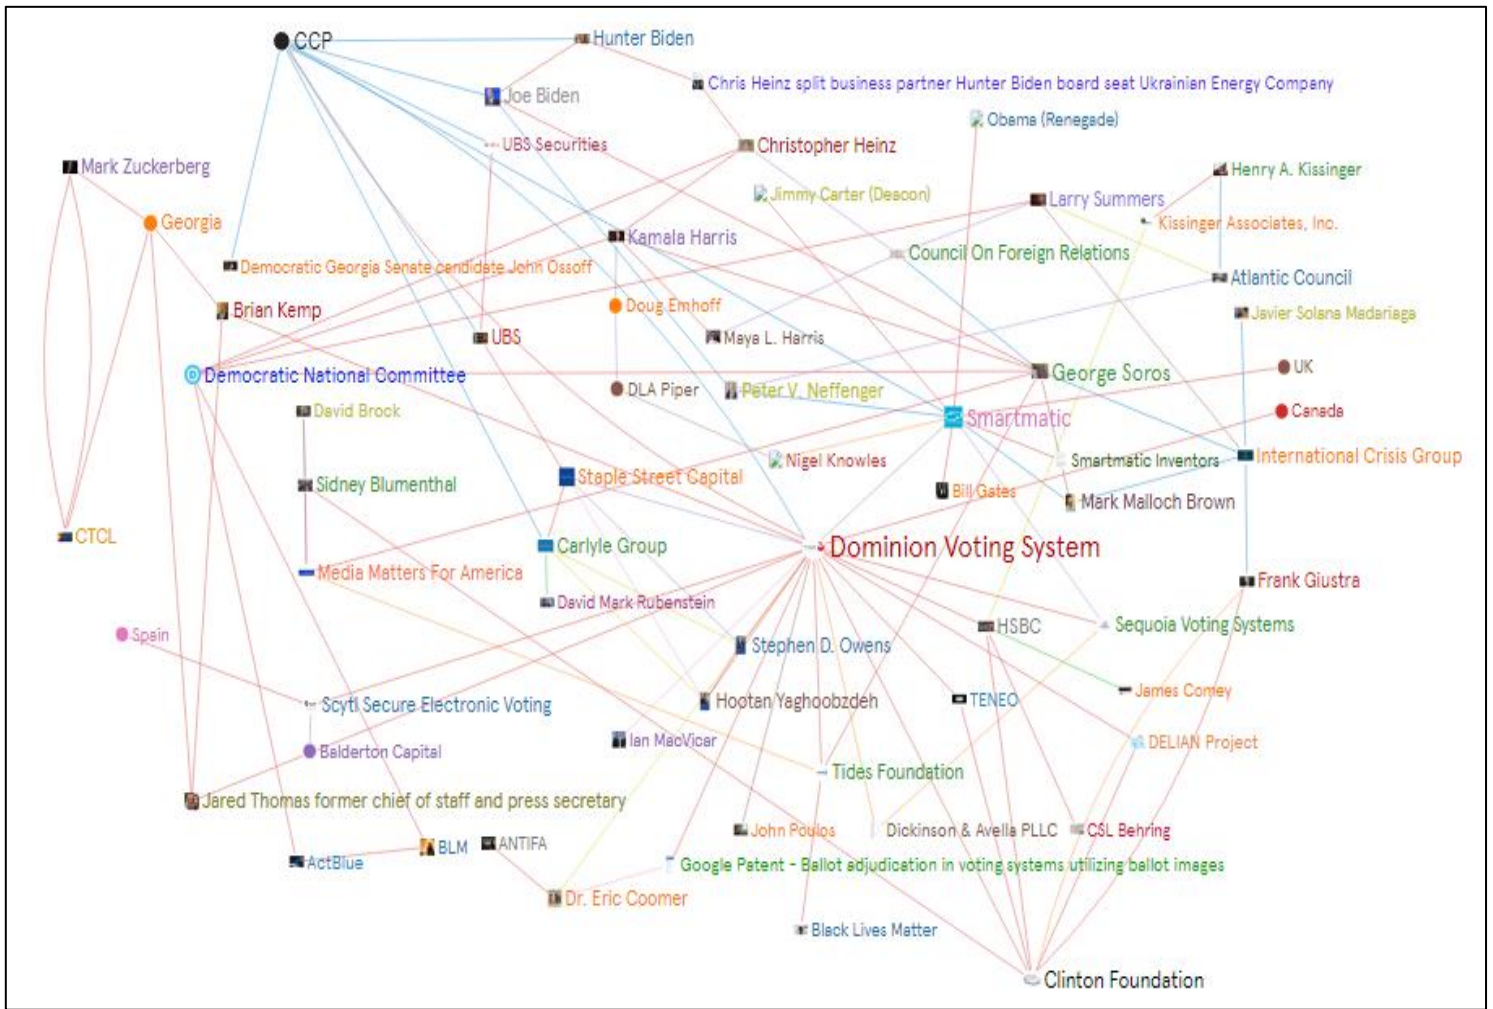 CCP
Hunter Biden
Chris Heinz split business partner Hunter Biden board seat Ukrainian Energy Company
Joe Biden
Obama (Renegade)
UBS Securities
Christopher Heinz
Mark Zuckerberg
Henry A. Kissinger
Jimmy Carter (Deacon)
Larry Summers
Georgia
Kissinger Associates, Inc.
Kamala Harris
Council On Foreign Relations
Democratic Georgia Senate candidate John Ossoff
Atlantic Council
Brian Kemp
Doug Emhoff
Javier Solana Madariaga
UBS
Maya L. Harris
UK
Democratic National Committee
George Soros
DLA Piper
Peter V. Neffenger
David Brock
Smartmatic
Canada
Nigel Knowles
Smartmatic Inventors
International Crisis Group
Staple Street Capital
Sidney Blumenthal
Bill Gates
Mark Malloch Brown
CTCL
Carlyle Group
Dominion Voting System
Media Matters For America
Frank Giustra
David Mark Rubenstein
Spain
HSBC
Sequoia Voting Systems
Stephen D. Owens
James Comey
Scytl Secure Electronic Voting
Hootan Yaghoobzdeh
TENEO
Ian MacVicar
DELIAN Project
Balderton Capital
Tides Foundation
Jared Thomas former chief of staff and press secretary
John Poulos
Dickinson & Avella PLLC
CSL Behring
BLM
ANTIFA
ActBlue
Google Patent - Ballot adjudication in voting systems utilizing ballot images
Dr. Eric Coomer
Black Lives Matter
Clinton Foundation